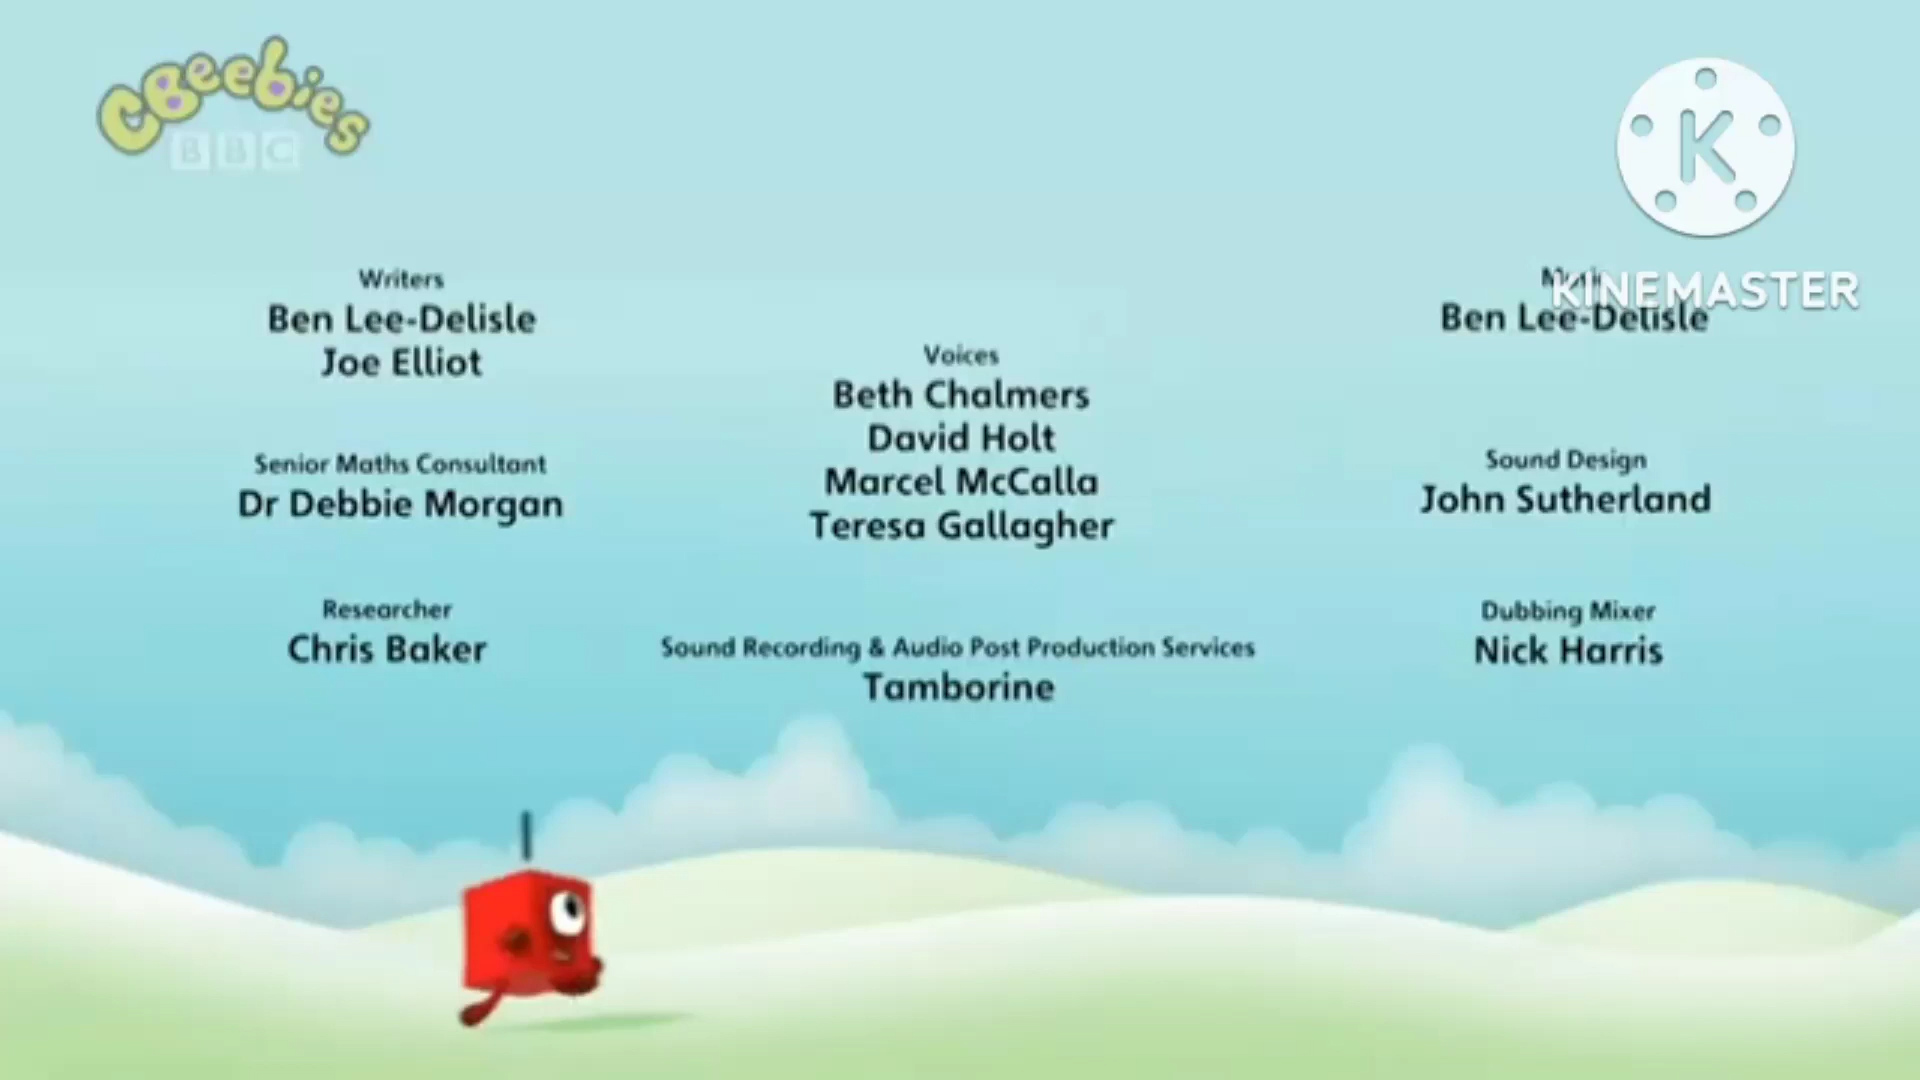 CBeebies
BBC
K
KINEMASTER
Writers
Ben Lee-Delisle
Joe Elliot
Senior Maths Consultant
Dr Debbie Morgan
Researcher
Chris Baker
Voices
Beth Chalmers
David Holt
Marcel McCalla
Teresa Gallagher
Sound Recording & Audio Post Production Services
Tamborine
Ben Lee-Delisle
Sound Design
John Sutherland
Dubbing Mixer
Nick Harris